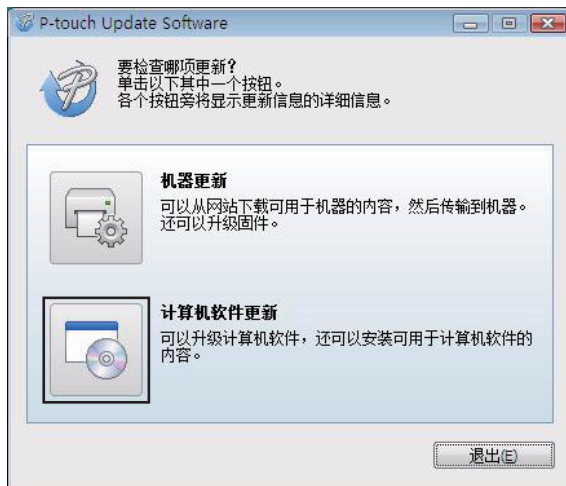 P-touch Update Software
要检查哪项更新?
单击以下其中一个按钮。
各个按钮旁将显示更新信息的详细信息。
机器更新
可以从网站下载可用于机器的内容，然后传输到机器。
还可以升级固件。
计算机软件更新
可以升级计算机软件，还可以安装可用于计算机软件的
内容。
退出(E)